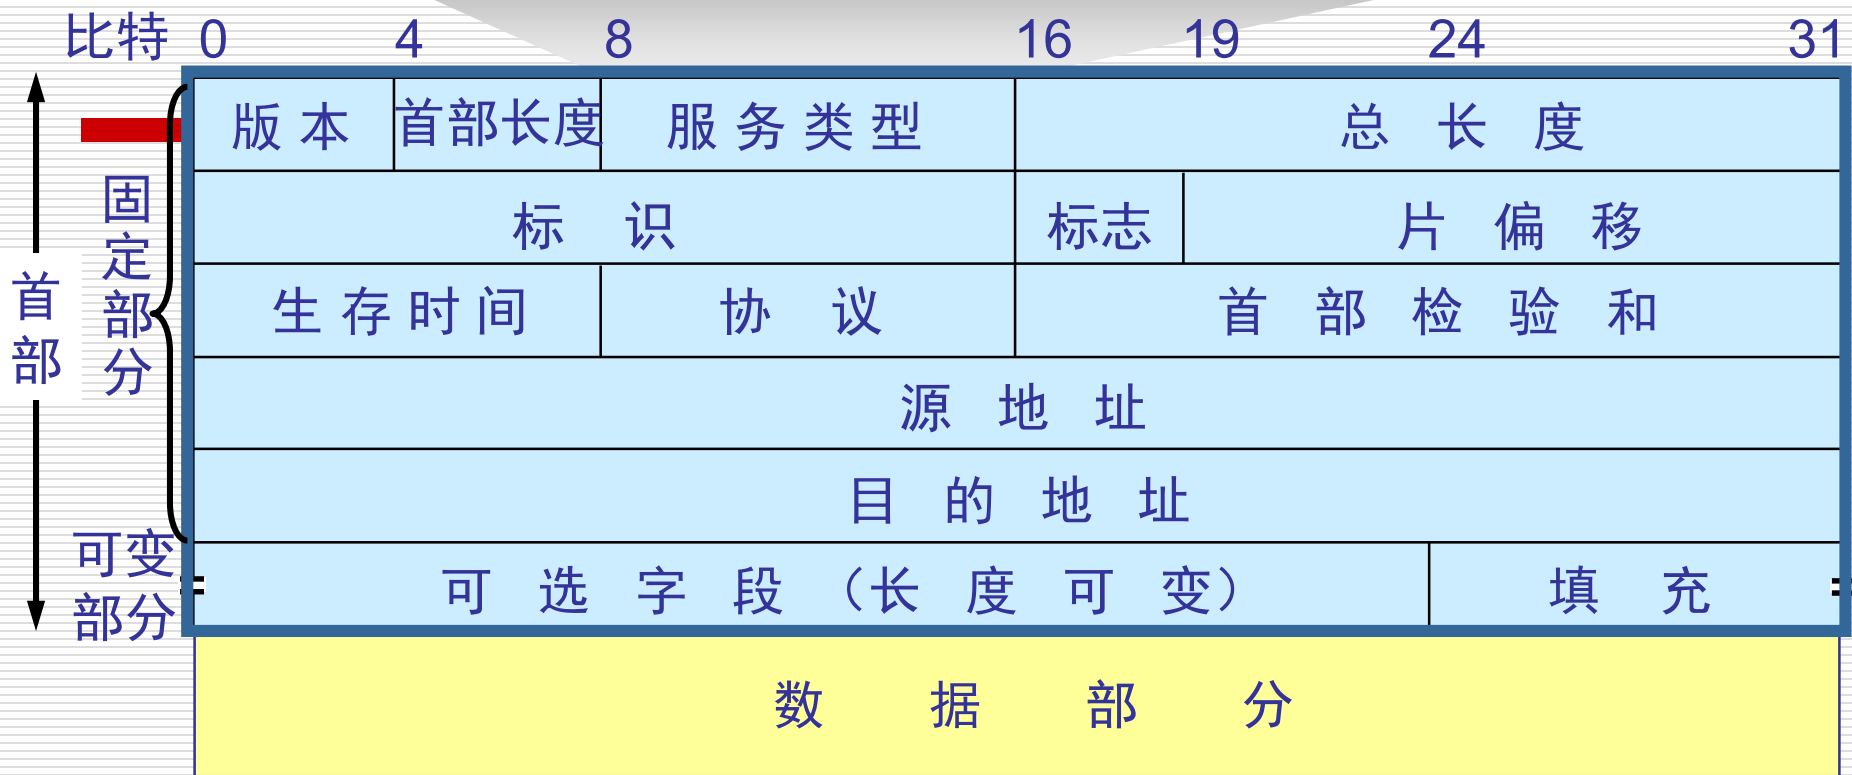 比特 0 4 8 16 19 24 31
版本 首部长度 服务类型 总长度
标识 标志 片偏移
生存时间 协议 首部检验和
源地址
目的地址
可选字段（长度可变） 填充
数据部分
首部
固定部分
可变
部分